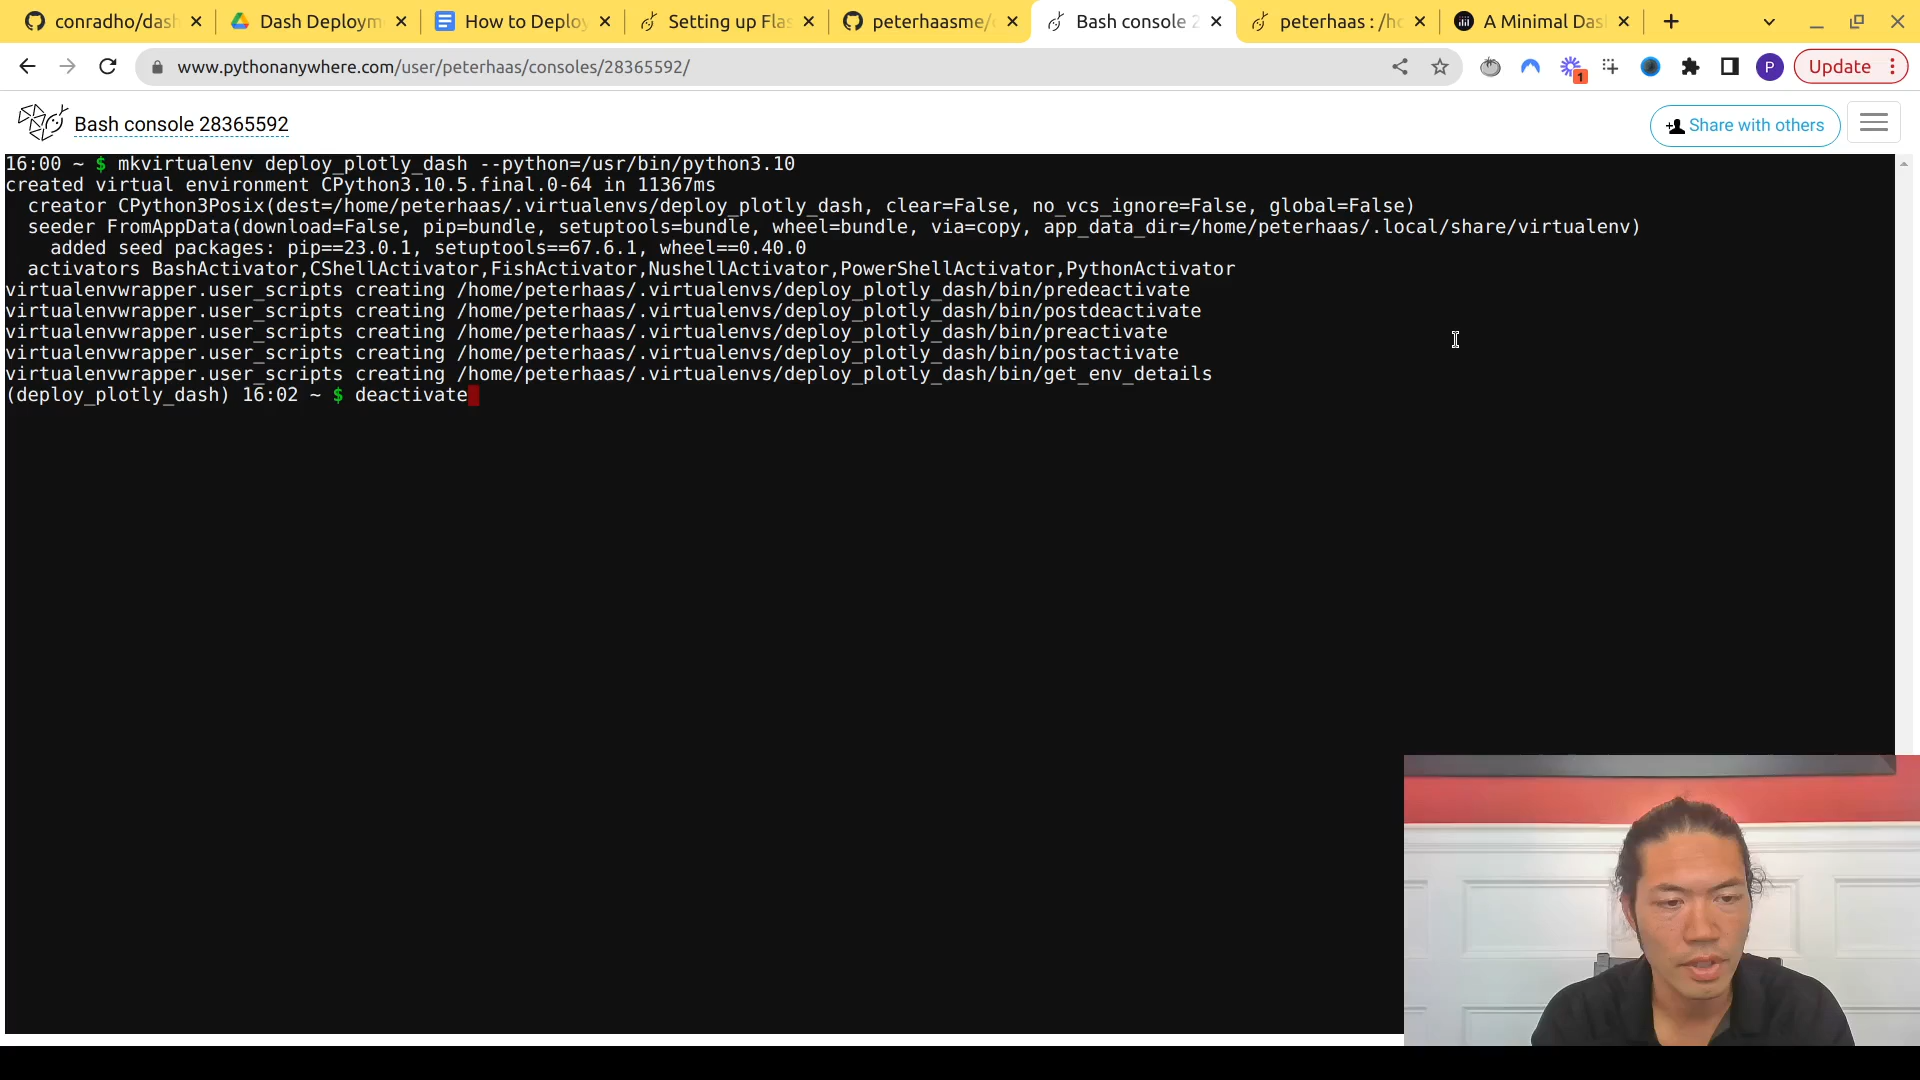 conradho/dash
Dash Deploym
How to Deploy
Setting up Flas
peterhaasme/
Bash console 2
peterhaas : /ho
A Minimal Das
www.pythonanywhere.com/user/peterhaas/consoles/28365592/
1
P
Update
Bash console 28365592
Share with others
16:00 ~ $ mkvirtualenv deploy_plotly_dash --python=/usr/bin/python3.10
created virtual environment CPython3.10.5.final.0-64 in 11367ms
creator CPython3Posix(dest=/home/peterhaas/.virtualenvs/deploy_plotly_dash, clear=False, no_vcs_ignore=False, global=False)
seeder FromAppData(download=False, pip=bundle, setuptools=bundle, wheel=bundle, via=copy, app_data_dir=/home/peterhaas/.local/share/virtualenv)
added seed packages: pip==23.0.1, setuptools==67.6.1, wheel==0.40.0
activators BashActivator,CShellActivator,FishActivator,NushellActivator,PowerShellActivator,PythonActivator
virtualenvwrapper.user_scripts creating /home/peterhaas/.virtualenvs/deploy_plotly_dash/bin/predeactivate
virtualenvwrapper.user_scripts creating /home/peterhaas/.virtualenvs/deploy_plotly_dash/bin/postdeactivate
virtualenvwrapper.user_scripts creating /home/peterhaas/.virtualenvs/deploy_plotly_dash/bin/preactivate
virtualenvwrapper.user_scripts creating /home/peterhaas/.virtualenvs/deploy_plotly_dash/bin/postactivate
virtualenvwrapper.user_scripts creating /home/peterhaas/.virtualenvs/deploy_plotly_dash/bin/get_env_details
(deploy_plotly_dash) 16:02 ~ $ deactivate